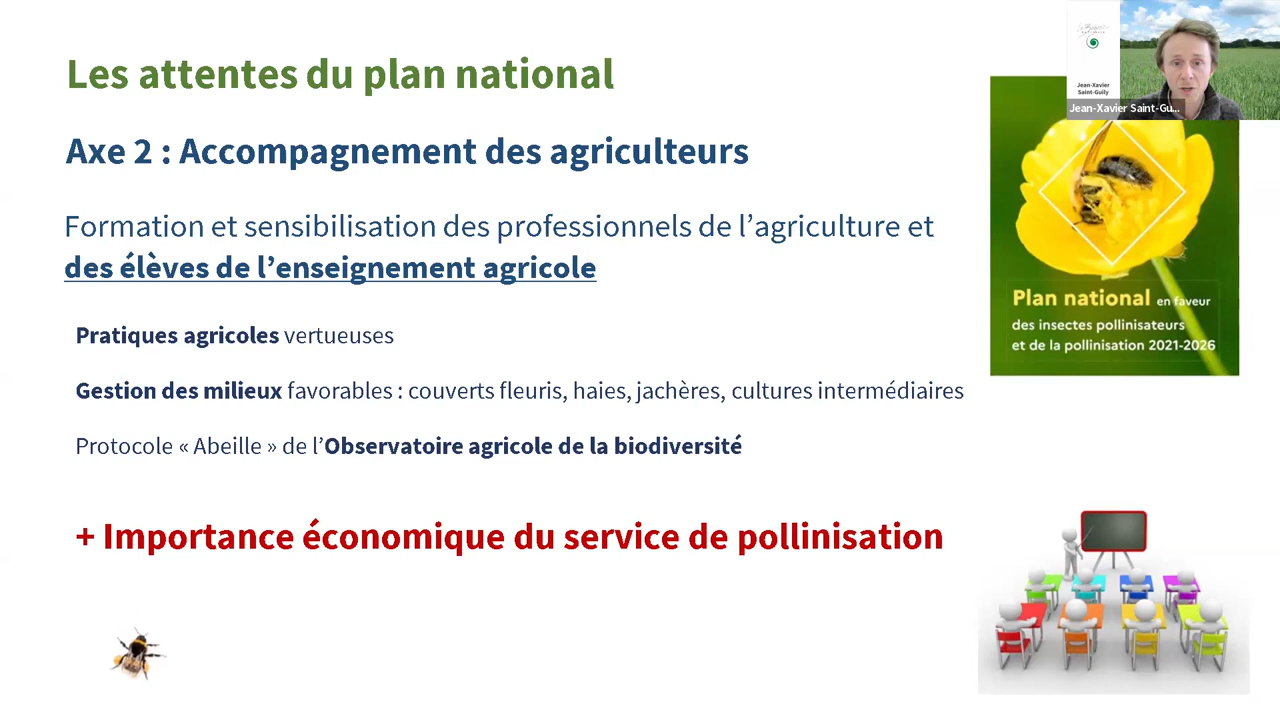 Les attentes du plan national
Axe 2 : Accompagnement des agriculteurs
Formation et sensibilisation des professionnels de l’agriculture et
des élèves de l’enseignement agricole
Pratiques agricoles vertueuses
Gestion des milieux favorables : couverts fleuris, haies, jachères, cultures intermédiaires
Protocole « Abeille » de l’Observatoire agricole de la biodiversité
+ Importance économique du service de pollinisation
Jean-Xavier
Saint-Guily
Jean-Xavier Saint-Gu...
Plan national en faveur
des insectes pollinisateurs
et de la pollinisation 2021-2026